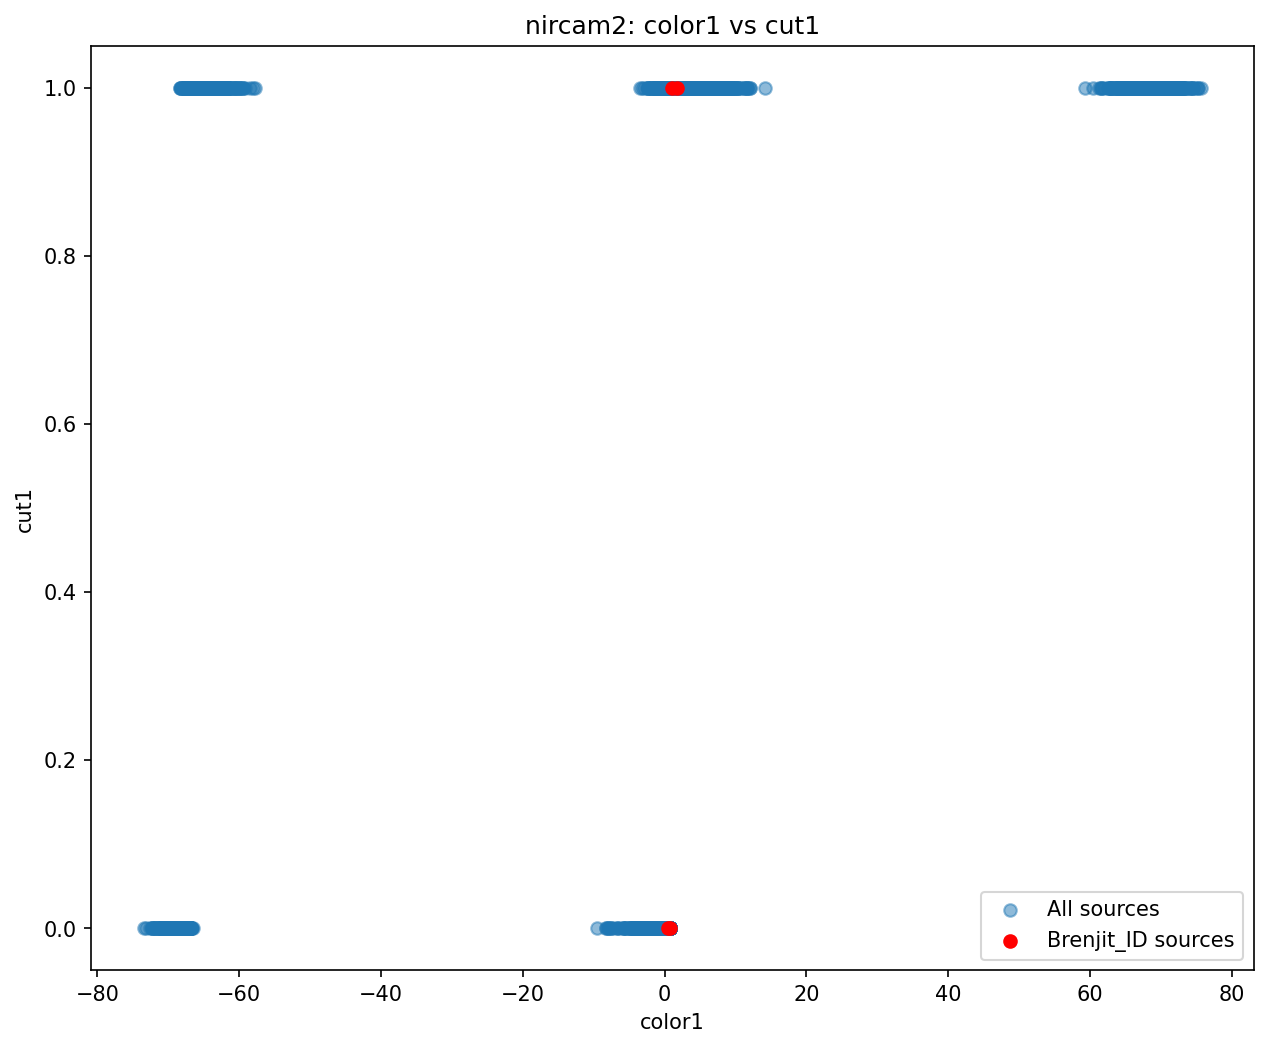 nircam2: color1 vs cut1
cut1
1.0
0.8
0.6
0.4
0.2
0.0
All sources
Brenjit_ID sources
−80 −60 −40 −20 0 20 40 60 80
color1